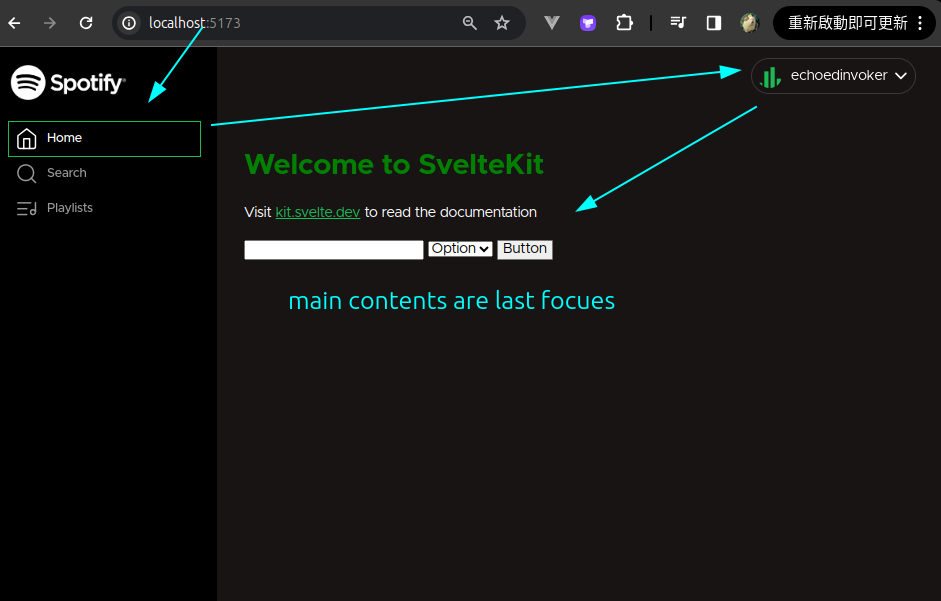 localhost:5173
重新啟動即可更新
Spotify
echoedinvoker
Home
Search
Playlists
Welcome to SvelteKit
Visit kit.svelte.dev to read the documentation
Option Button
main contents are last focues